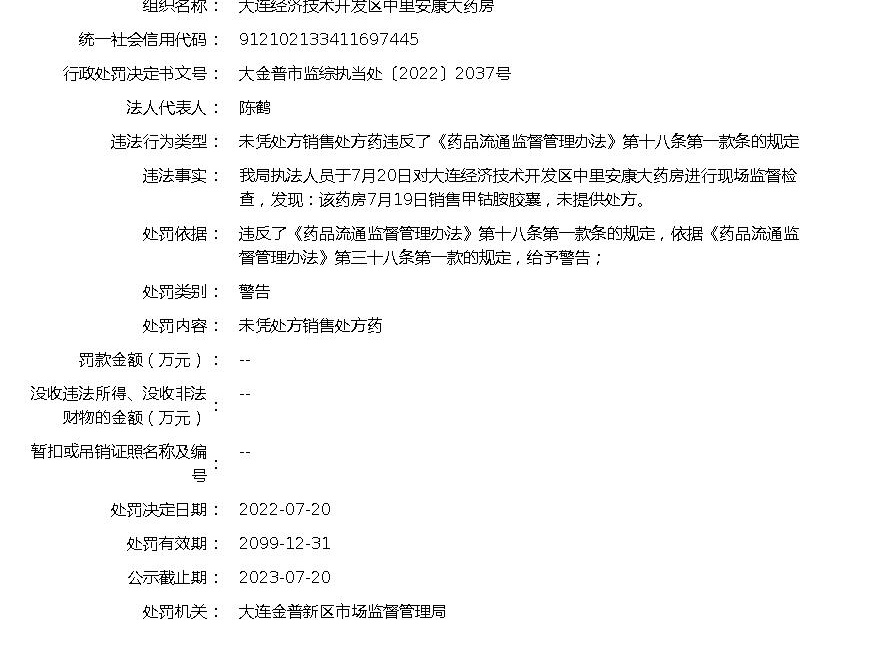 组织名称： 大连经济技术开发区中里安康大药房
统一社会信用代码： 912102133411697445
行政处罚决定书文号： 大金普市监综执当处〔2022〕2037号
法人代表人： 陈鹤
违法行为类型： 未凭处方销售处方药违反了《药品流通监督管理办法》第十八条第一款条的规定
违法事实： 我局执法人员于7月20日对大连经济技术开发区中里安康大药房进行现场监督检
查，发现：该药房7月19日销售甲钴胺胶囊，未提供处方。
处罚依据： 违反了《药品流通监督管理办法》第十八条第一款条的规定，依据《药品流通监
督管理办法》第三十八条第一款的规定，给予警告；
处罚类别： 警告
处罚内容： 未凭处方销售处方药
罚款金额（万元）： --
没收违法所得、没收非法
财物的金额（万元）： --
暂扣或吊销证照名称及编
号： --
处罚决定日期： 2022-07-20
处罚有效期： 2099-12-31
公示截止期： 2023-07-20
处罚机关： 大连金普新区市场监督管理局